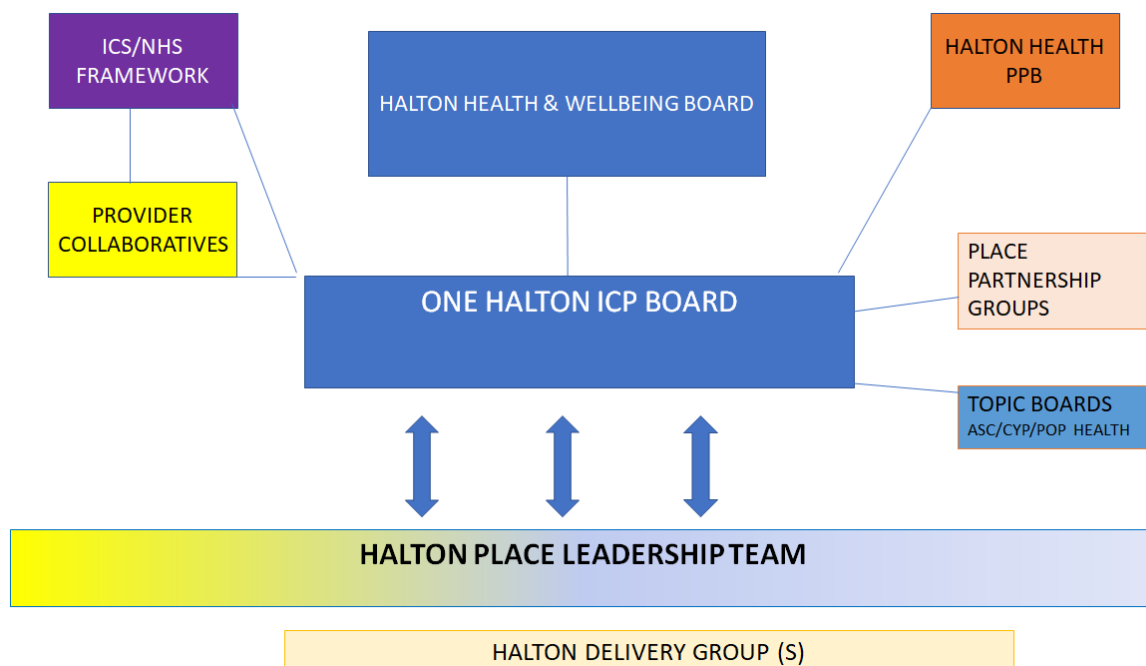 ICS/NHS
FRAMEWORK
HALTON HEALTH & WELLBEING BOARD
HALTON HEALTH
PPB
PROVIDER
COLLABORATIVES
ONE HALTON ICP BOARD
PLACE
PARTNERSHIP
GROUPS
TOPIC BOARDS
ASC/CYP/POP HEALTH
HALTON PLACE LEADERSHIP TEAM
HALTON DELIVERY GROUP (S)